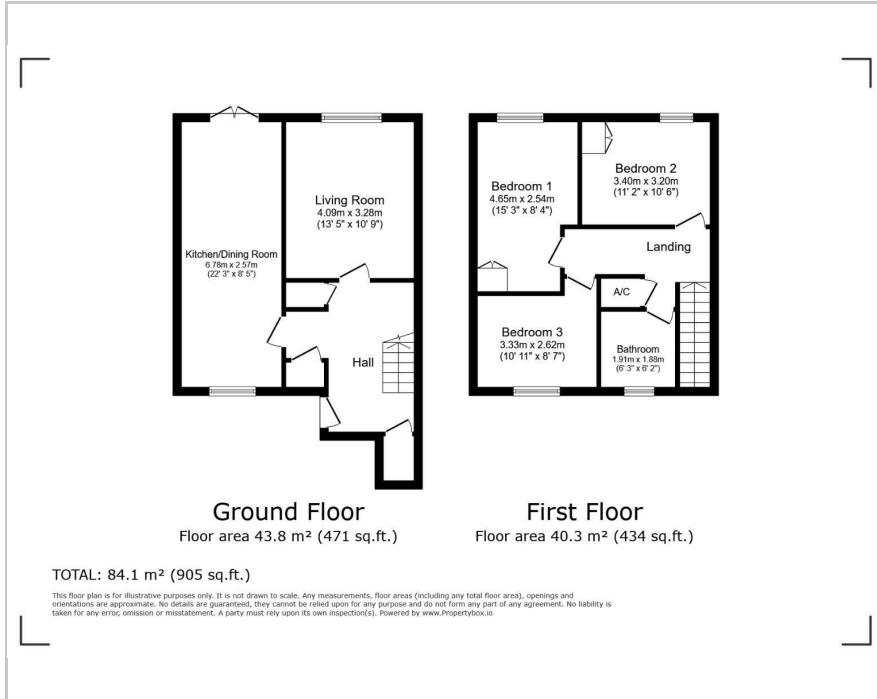 Kitchen/Dining Room
6.78m x 2.57m
(22' 3" x 8' 5")
Living Room
4.09m x 3.28m
(13' 5" x 10' 9")
Hall
Bedroom 1
4.65m x 2.54m
(15' 3" x 8' 4")
Bedroom 2
3.40m x 3.20m
(11' 2" x 10' 6")
Landing
A/C
Bedroom 3
3.33m x 2.62m
(10' 11" x 8' 7")
Bathroom
1.91m x 1.88m
(6' 3" x 6' 2")
Ground Floor
Floor area 43.8 m² (471 sq.ft.)
First Floor
Floor area 40.3 m² (434 sq.ft.)
TOTAL: 84.1 m² (905 sq.ft.)
This floor plan is for illustrative purposes only. It is not drawn to scale. Any measurements, floor areas (including any total floor area), openings and
orientations are approximate. No details are guaranteed, they cannot be relied upon for any purpose and do not form any part of any agreement. No liability is
taken for any error, omission or misstatement. A party must rely upon its own inspection(s). Powered by www.Propertybox.io